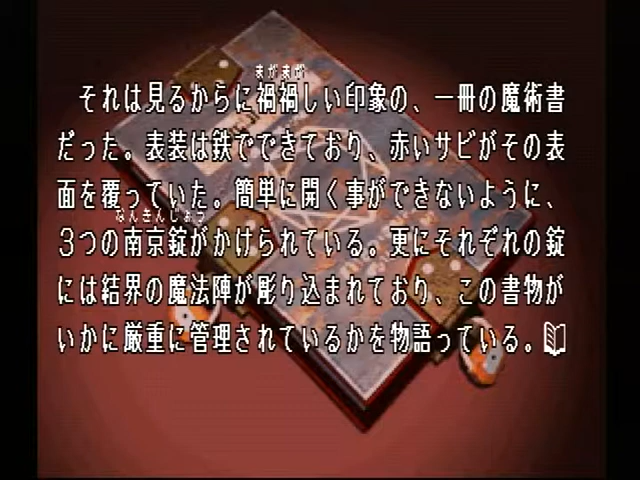 それは見るからに禍禍しい印象の、一冊の魔術書
だった。表装は鉄でできており、赤いサビがその表
面を覆っていた。簡単に開く事ができないように、
3つの南京錠がかけられている。更にそれぞれの錠
には結界の魔法陣が彫り込まれており、この書物が
いかに厳重に管理されているかを物語っている。